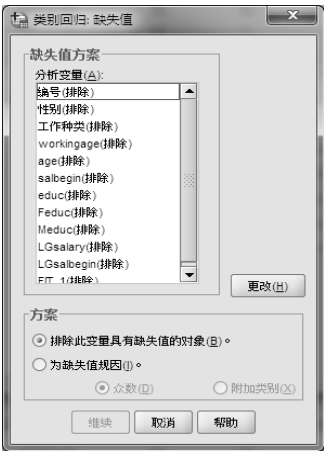 类别回归: 缺失值
缺失值方案
分析变量(A):
编号(排除)
性别(排除)
工作种类(排除)
workingage(排除)
age(排除)
salbegin(排除)
educ(排除)
Feduc(排除)
Meduc(排除)
LGsalary(排除)
LGsalbegin(排除)
FIT_1(排除)
更改(H)
方案
排除此变量具有缺失值的对象(B)。
为缺失值规因(I)。
众数(D) 附加类别(X)
继续 取消 帮助